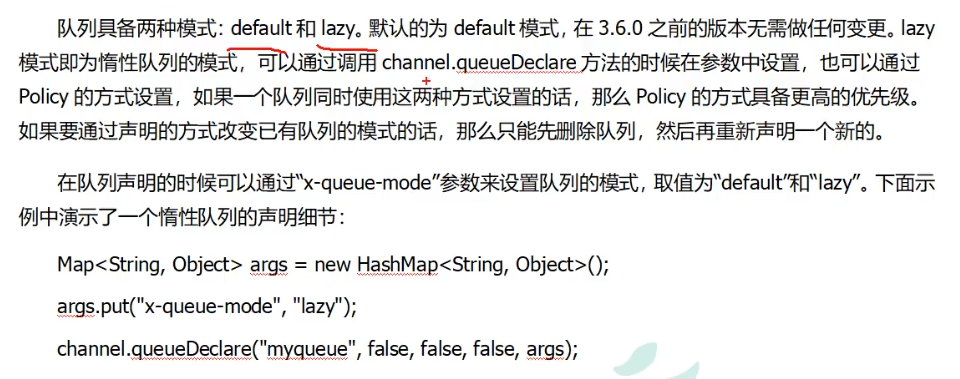 队列具备两种模式：default 和 lazy。默认的为 default 模式，在 3.6.0 之前的版本无需做任何变更。lazy
模式即为惰性队列的模式，可以通过调用 channel.queueDeclare 方法的时候在参数中设置，也可以通过
Policy 的方式设置，如果一个队列同时使用这两种方式设置的话，那么 Policy 的方式具备更高的优先级。
如果要通过声明的方式改变已有队列的模式的话，那么只能先删除队列，然后再重新声明一个新的。
在队列声明的时候可以通过“x-queue-mode”参数来设置队列的模式，取值为“default”和“lazy”。下面示
例中演示了一个惰性队列的声明细节：
Map<String, Object> args = new HashMap<String, Object>();
args.put("x-queue-mode", "lazy");
channel.queueDeclare("myqueue", false, false, false, args);